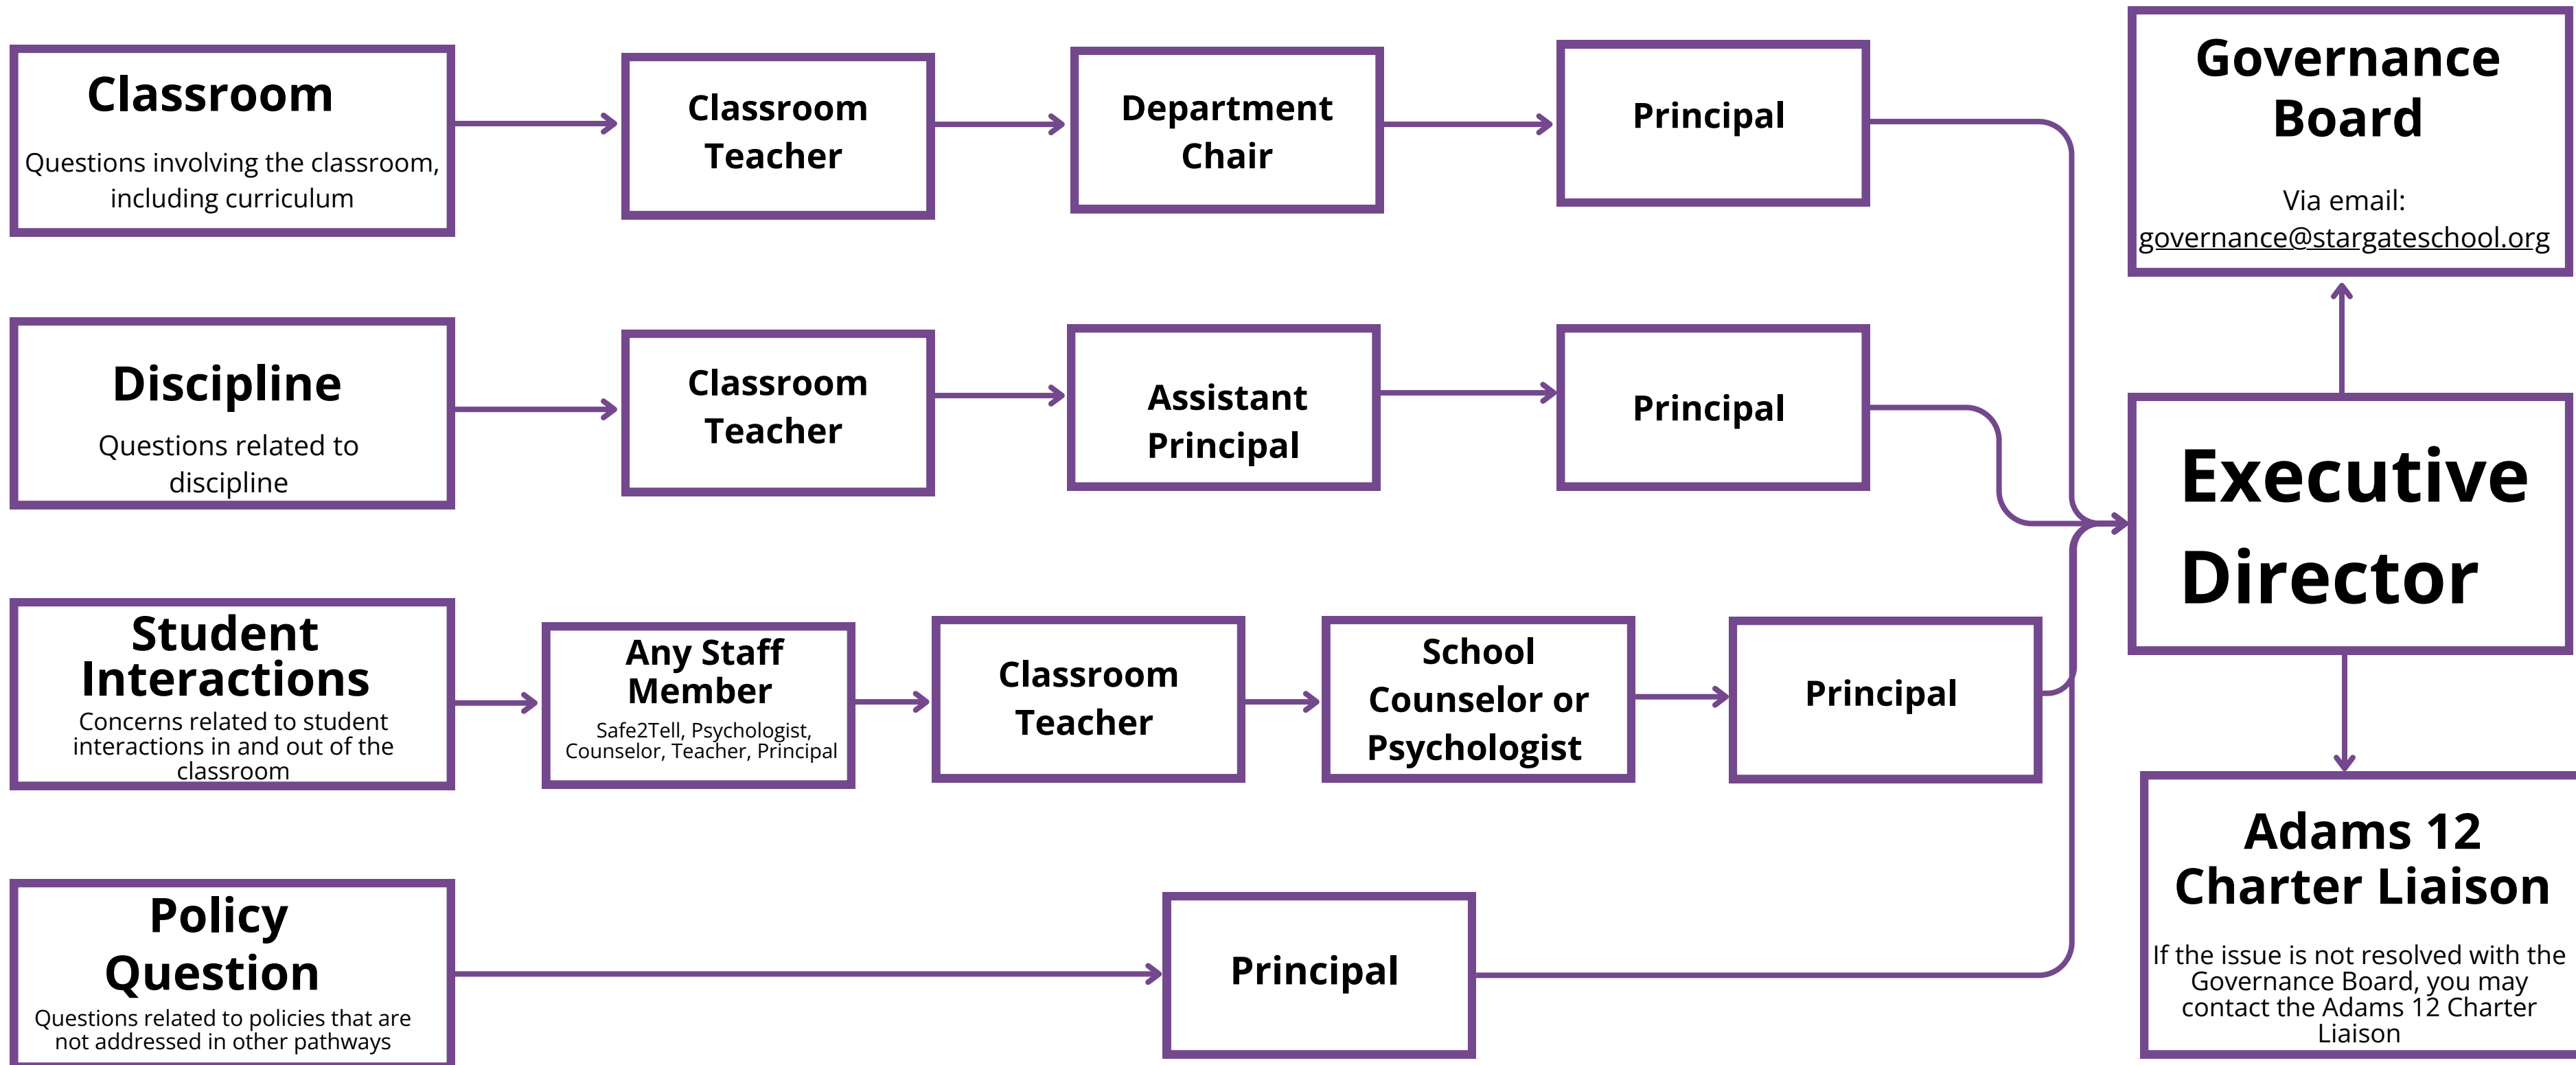 Classroom
Questions involving the classroom,
including curriculum
Classroom
Teacher
Department
Chair
Principal
Governance
Board
Via email:
governance@stargateschool.org
Discipline
Questions related to
discipline
Classroom
Teacher
Assistant
Principal
Principal
Executive
Director
Student
Interactions
Concerns related to student
interactions in and out of the
classroom
Any Staff
Member
Safe2Tell, Psychologist,
Counselor, Teacher, Principal
Classroom
Teacher
School
Counselor or
Psychologist
Principal
Adams 12
Charter Liaison
If the issue is not resolved with the
Governance Board, you may
contact the Adams 12 Charter
Liaison
Policy
Question
Questions related to policies that are
not addressed in other pathways
Principal